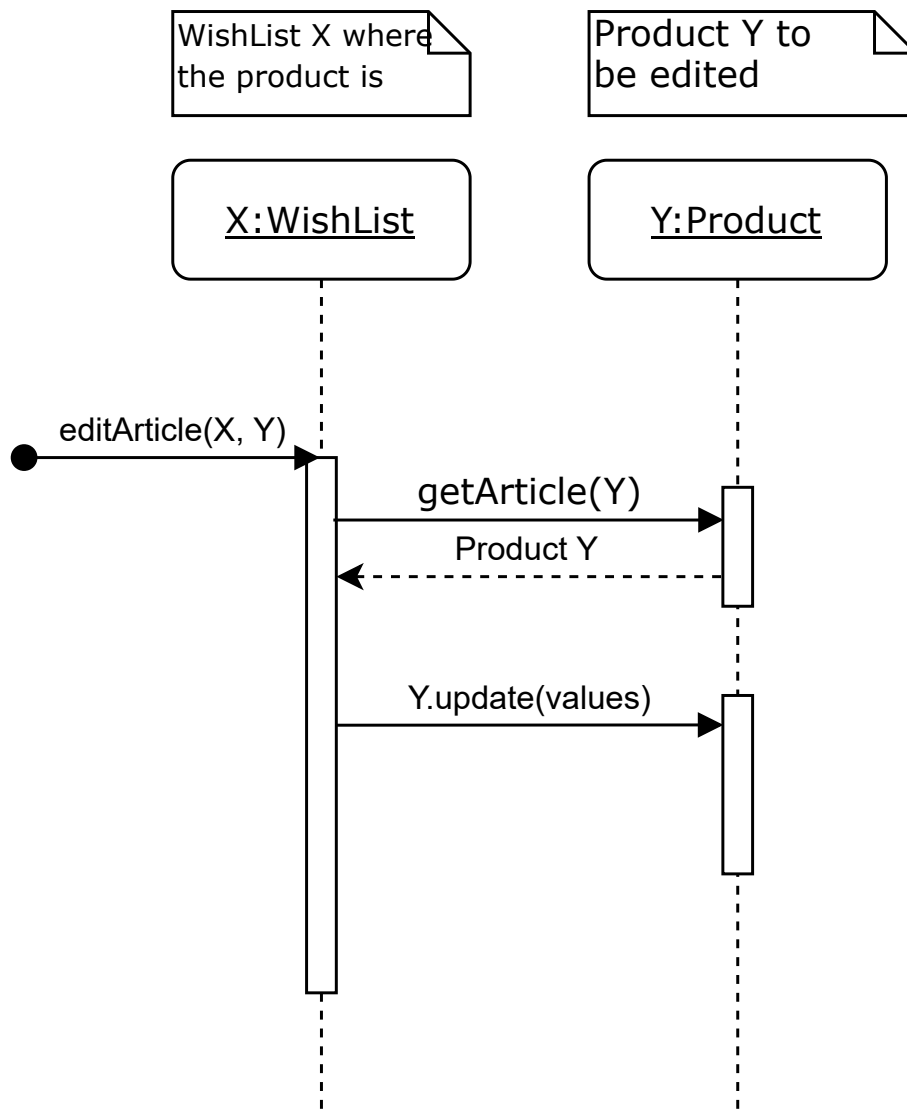 WishList X where
the product is
Product Y to
be edited
X:WishList
Y:Product
editArticle(X, Y)
getArticle(Y)
Product Y
Y.update(values)